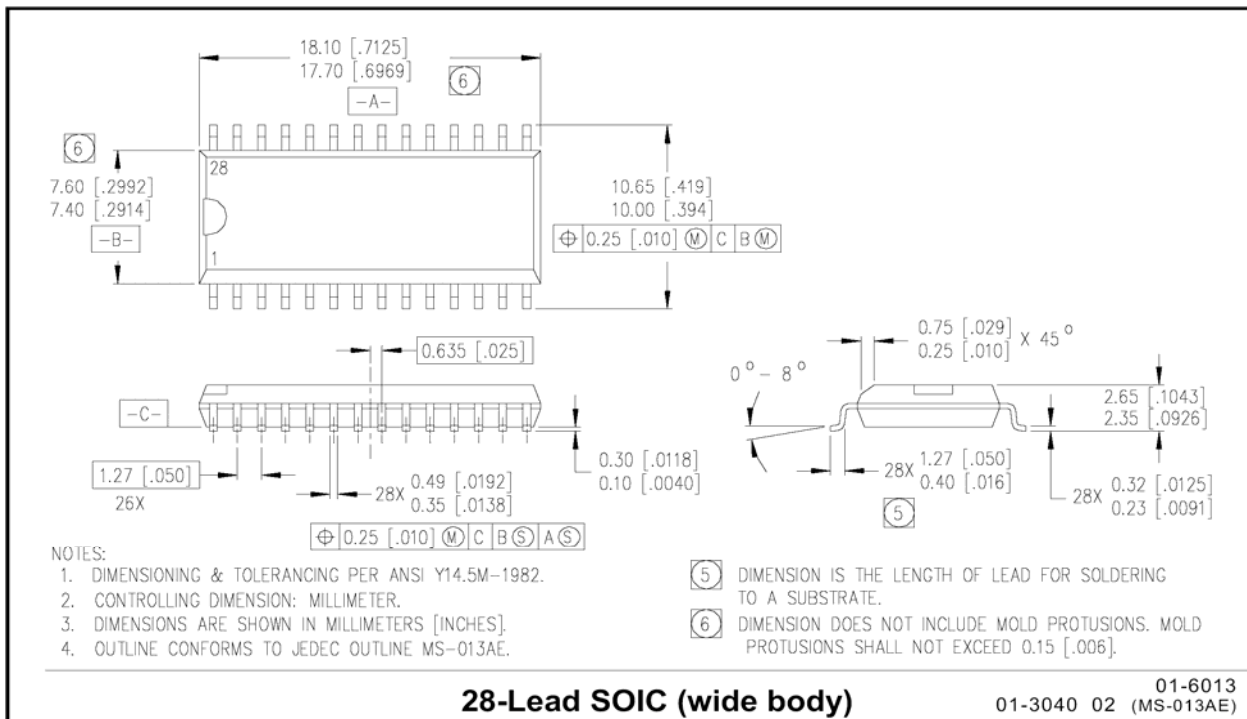 18.10 [.7125]
17.70 [.6969]
6
-A-
6
28
7.60 [.2992]
7.40 [.2914]
-B-
1
10.65 [.419]
10.00 [.394]
⌖ 0.25 [.010] Ⓜ C B Ⓜ
0.635 [.025]
-C-
1.27 [.050]
26X
28X 0.49 [.0192]
0.35 [.0138]
⌖ 0.25 [.010] Ⓜ C B Ⓢ A Ⓢ
0.30 [.0118]
0.10 [.0040]
0.75 [.029]
0.25 [.010] X 45°
0° - 8°
2.65 [.1043]
2.35 [.0926]
28X 1.27 [.050]
0.40 [.016]
5
28X 0.32 [.0125]
0.23 [.0091]
NOTES:
1. DIMENSIONING & TOLERANCING PER ANSI Y14.5M-1982.
2. CONTROLLING DIMENSION: MILLIMETER.
3. DIMENSIONS ARE SHOWN IN MILLIMETERS [INCHES].
4. OUTLINE CONFORMS TO JEDEC OUTLINE MS-013AE.
5 DIMENSION IS THE LENGTH OF LEAD FOR SOLDERING
TO A SUBSTRATE.
6 DIMENSION DOES NOT INCLUDE MOLD PROTUSIONS. MOLD
PROTUSIONS SHALL NOT EXCEED 0.15 [.006].
28-Lead SOIC (wide body)
01-6013
01-3040 02 (MS-013AE)